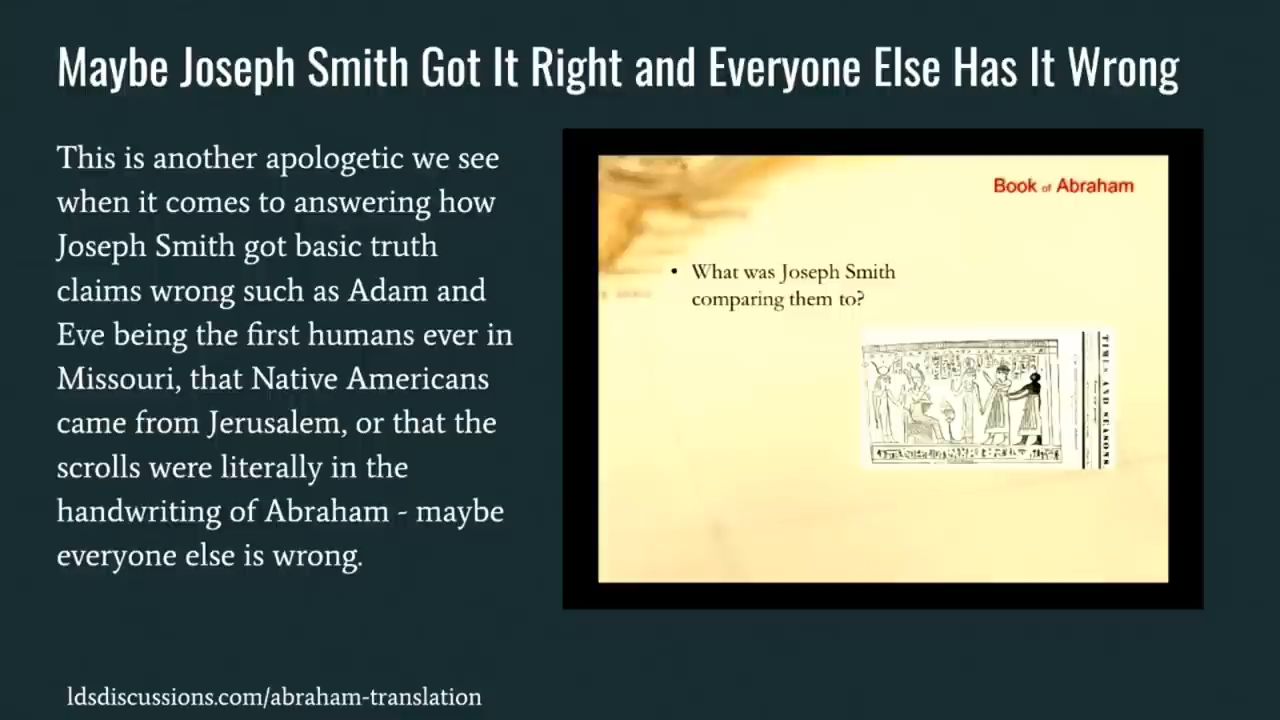 Maybe Joseph Smith Got It Right and Everyone Else Has It Wrong
This is another apologetic we see
when it comes to answering how
Joseph Smith got basic truth
claims wrong such as Adam and
Eve being the first humans ever in
Missouri, that Native Americans
came from Jerusalem, or that the
scrolls were literally in the
handwriting of Abraham - maybe
everyone else is wrong.
Book of Abraham
• What was Joseph Smith
comparing them to?
TIMES AND SEASONS
ldsdiscussions.com/abraham-translation